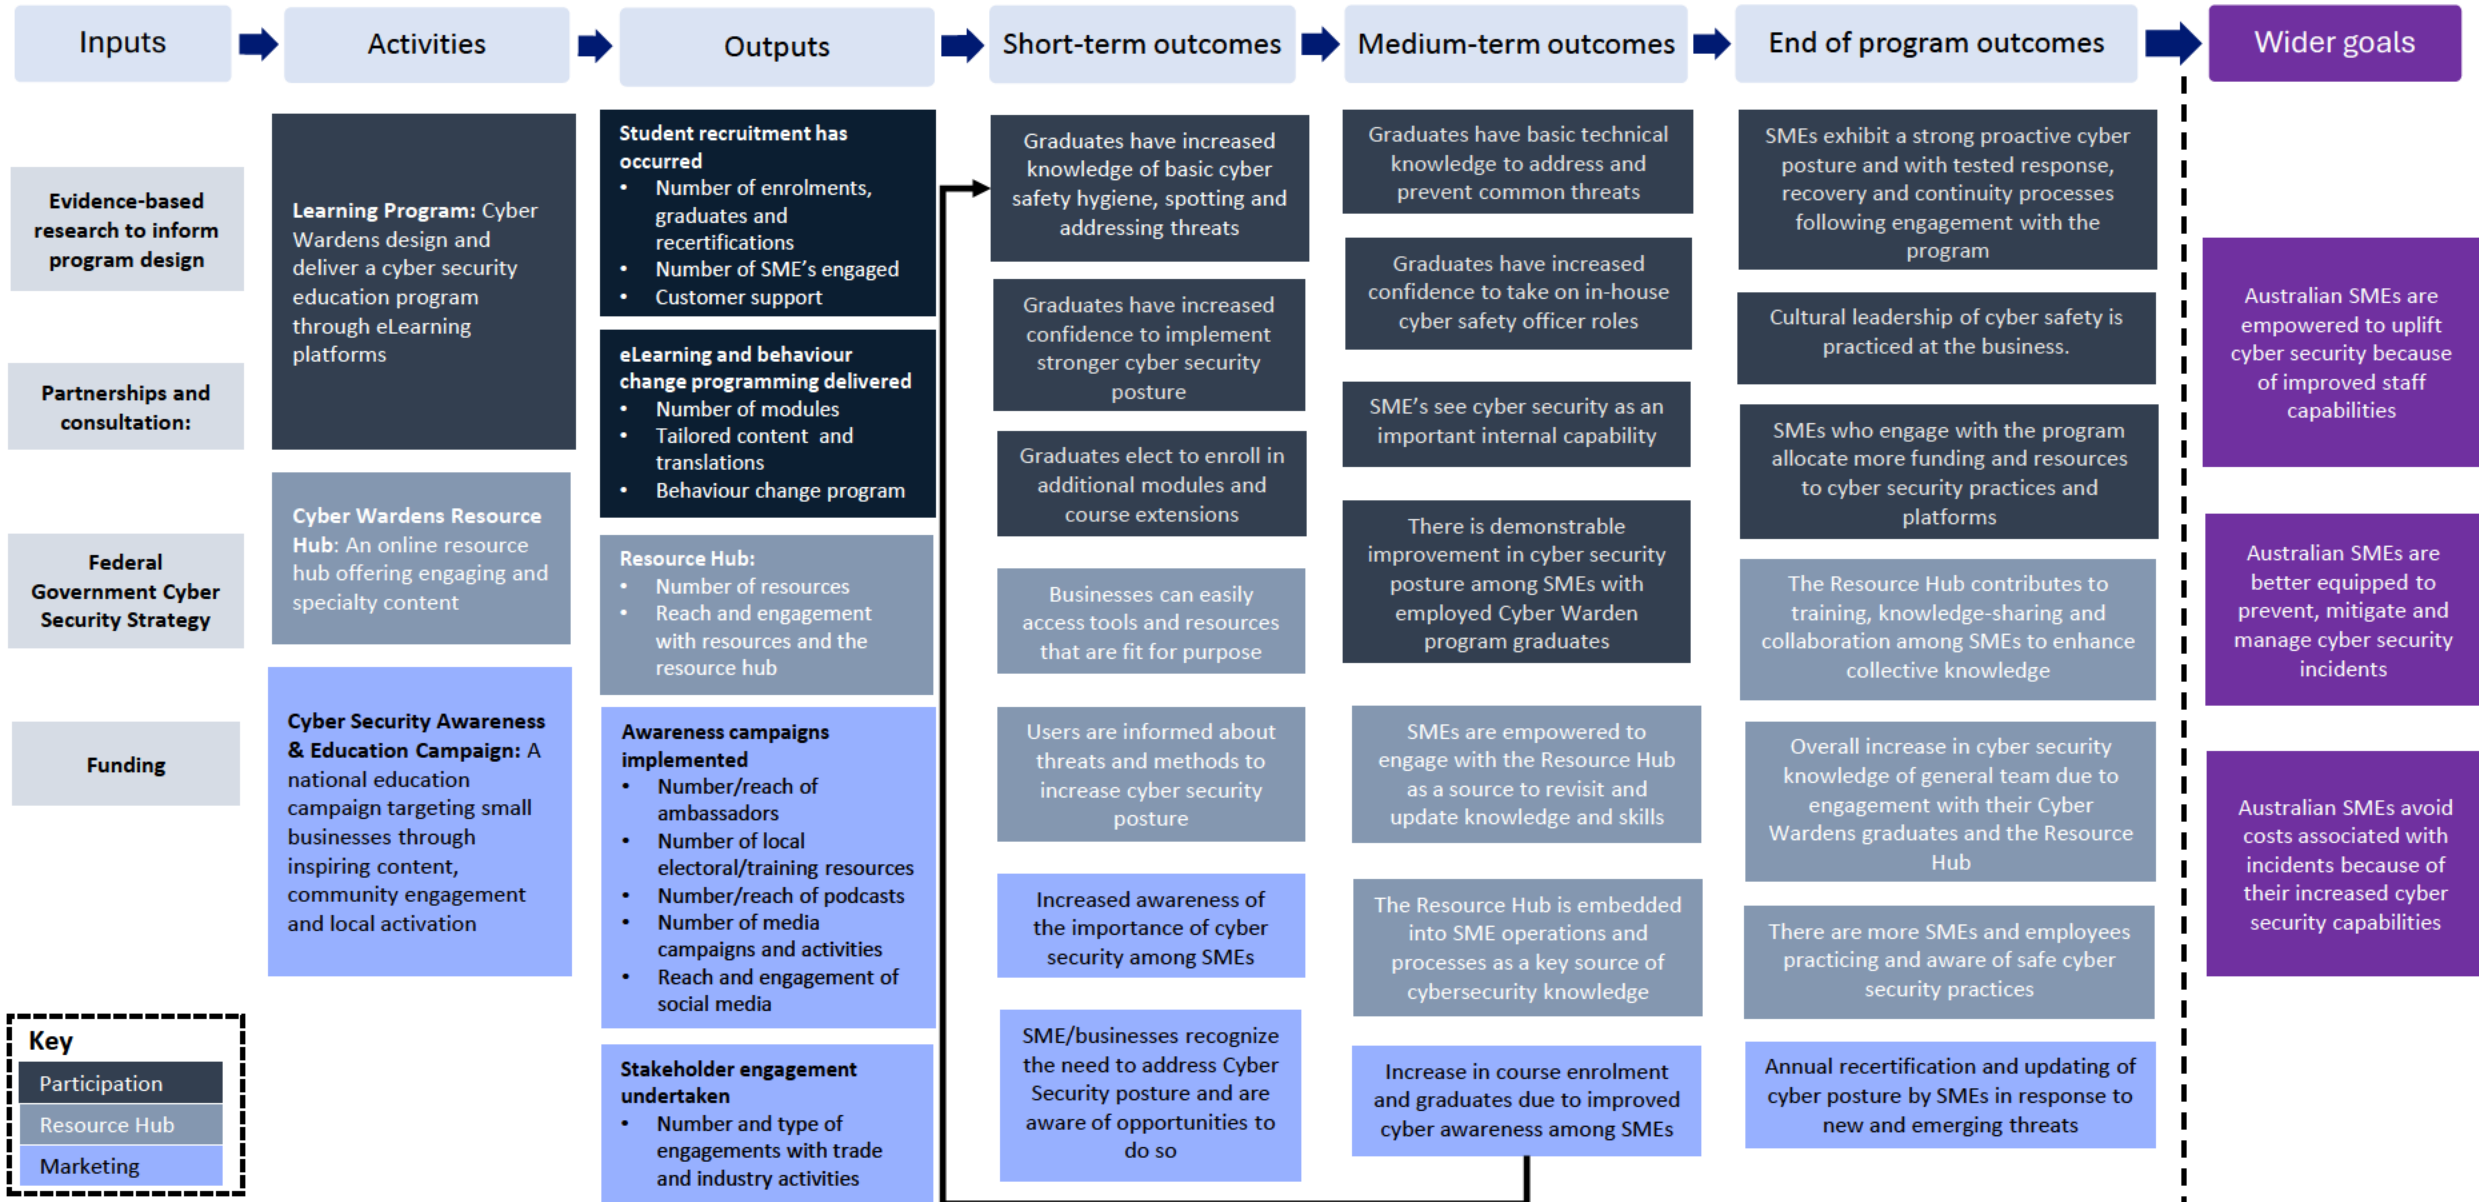 Inputs
Activities
Outputs
Short-term outcomes
Medium-term outcomes
End of program outcomes
Wider goals
Evidence-based
research to inform
program design
Partnerships and
consultation:
Federal
Government Cyber
Security Strategy
Funding
Learning Program: Cyber
Wardens design and
deliver a cyber security
education program
through eLearning
platforms
Cyber Wardens Resource
Hub: An online resource
hub offering engaging and
specialty content
Cyber Security Awareness
& Education Campaign: A
national education
campaign targeting small
businesses through
inspiring content,
community engagement
and local activation
Student recruitment has
occurred
• Number of enrolments,
graduates and
recertifications
• Number of SME's engaged
• Customer support
eLearning and behaviour
change programming delivered
• Number of modules
• Tailored content and
translations
• Behaviour change program
Resource Hub:
• Number of resources
• Reach and engagement
with resources and the
resource hub
Awareness campaigns
implemented
• Number/reach of
ambassadors
• Number of local
electoral/training resources
• Number/reach of podcasts
• Number of media
campaigns and activities
• Reach and engagement of
social media
Stakeholder engagement
undertaken
• Number and type of
engagements with trade
and industry activities
Graduates have increased
knowledge of basic cyber
safety hygiene, spotting and
addressing threats
Graduates have increased
confidence to implement
stronger cyber security
posture
Graduates elect to enroll in
additional modules and
course extensions
Businesses can easily
access tools and resources
that are fit for purpose
Users are informed about
threats and methods to
increase cyber security
posture
Increased awareness of
the importance of cyber
security among SMEs
SME/businesses recognize
the need to address Cyber
Security posture and are
aware of opportunities to
do so
Graduates have basic technical
knowledge to address and
prevent common threats
Graduates have increased
confidence to take on in-house
cyber safety officer roles
SME's see cyber security as an
important internal capability
There is demonstrable
improvement in cyber security
posture among SMEs with
employed Cyber Warden
program graduates
SMEs are empowered to
engage with the Resource Hub
as a source to revisit and
update knowledge and skills
The Resource Hub is embedded
into SME operations and
processes as a key source of
cybersecurity knowledge
Increase in course enrolment
and graduates due to improved
cyber awareness among SMEs
SMEs exhibit a strong proactive cyber
posture and with tested response,
recovery and continuity processes
following engagement with the
program
Cultural leadership of cyber safety is
practiced at the business.
SMEs who engage with the program
allocate more funding and resources
to cyber security practices and
platforms
The Resource Hub contributes to
training, knowledge-sharing and
collaboration among SMEs to enhance
collective knowledge
Overall increase in cyber security
knowledge of general team due to
engagement with their Cyber
Wardens graduates and the Resource
Hub
There are more SMEs and employees
practicing and aware of safe cyber
security practices
Annual recertification and updating of
cyber posture by SMEs in response to
new and emerging threats
Australian SMEs are
empowered to uplift
cyber security because
of improved staff
capabilities
Australian SMEs are
better equipped to
prevent, mitigate and
manage cyber security
incidents
Australian SMEs avoid
costs associated with
incidents because of
their increased cyber
security capabilities
Key
Participation
Resource Hub
Marketing